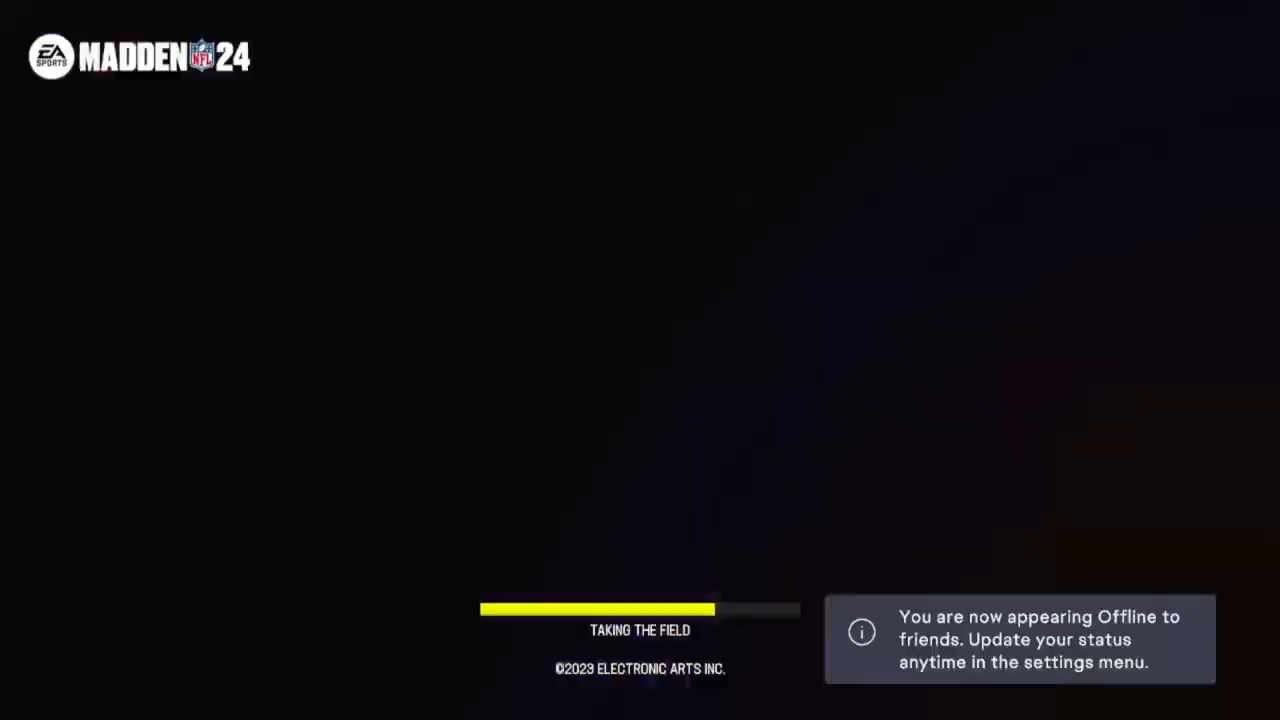 EA
SPORTS
MADDEN NFL 24
TAKING THE FIELD
©2023 ELECTRONIC ARTS INC.
You are now appearing Offline to
friends. Update your status
anytime in the settings menu.